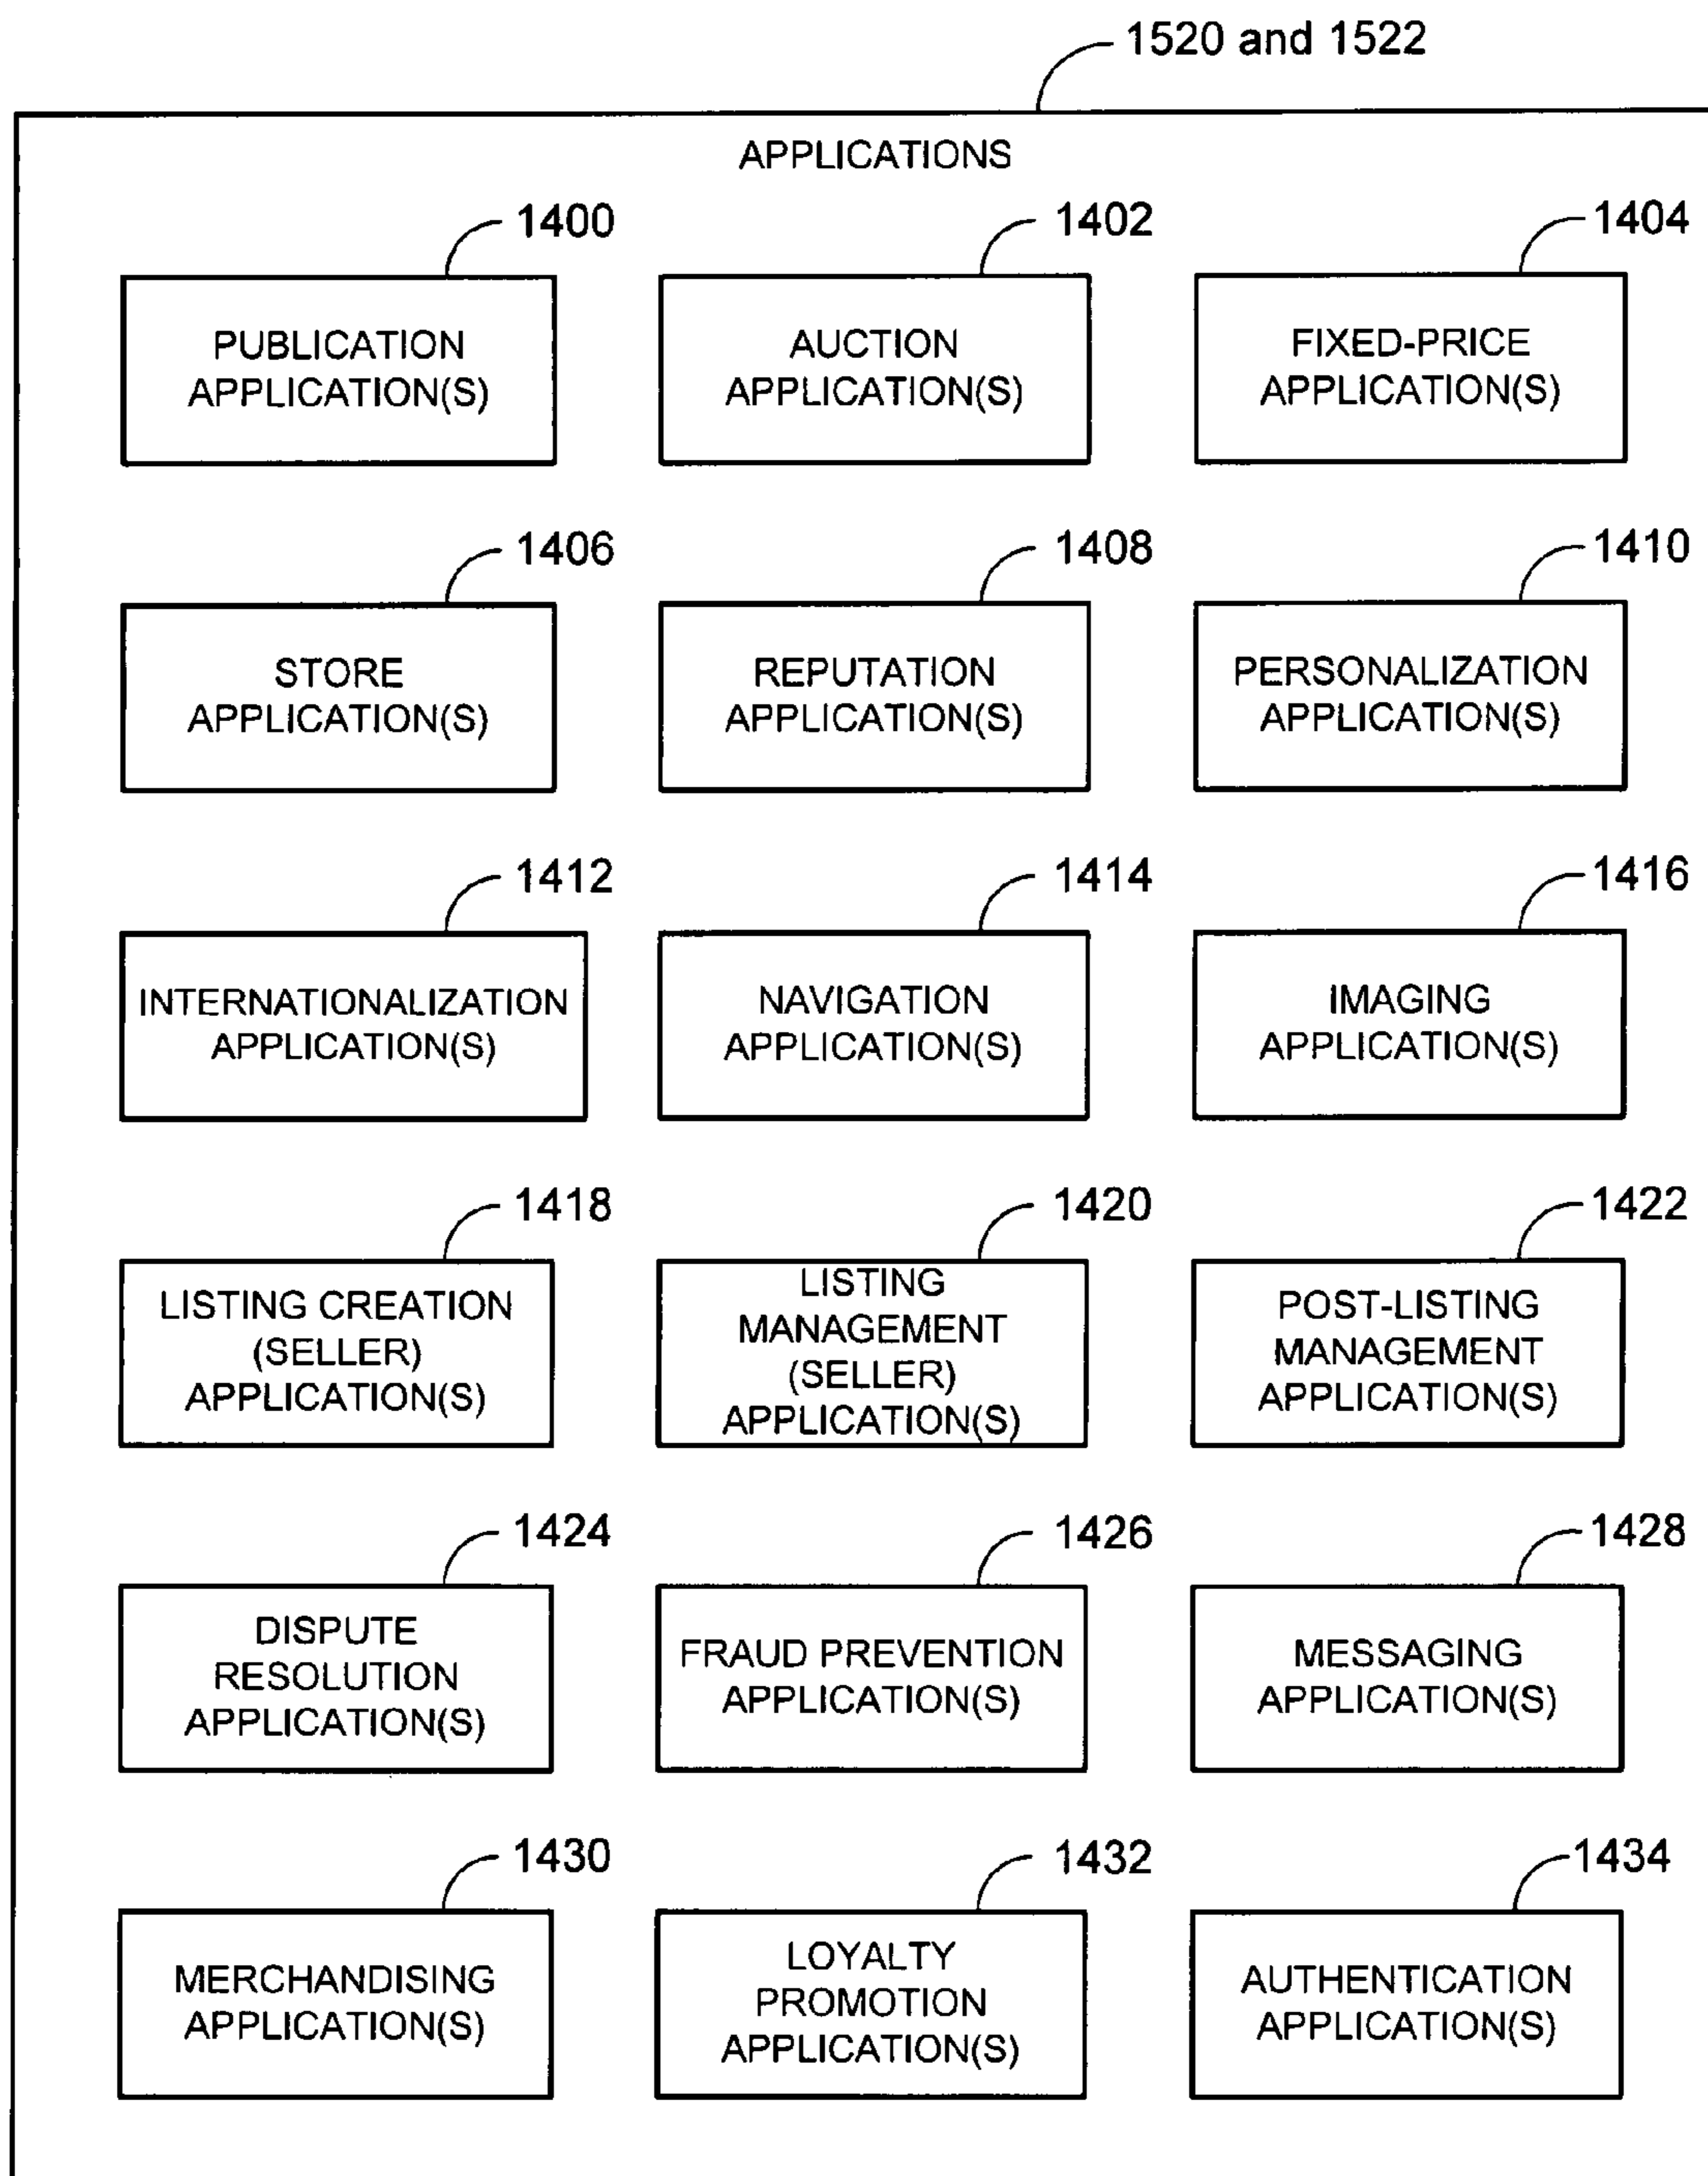 1520 and 1522
APPLICATIONS
1400
1402
1404
PUBLICATION
APPLICATION(S)
AUCTION
APPLICATION(S)
FIXED-PRICE
APPLICATION(S)
1406
1408
1410
STORE
APPLICATION(S)
REPUTATION
APPLICATION(S)
PERSONALIZATION
APPLICATION(S)
1412
1414
1416
INTERNATIONALIZATION
APPLICATION(S)
NAVIGATION
APPLICATION(S)
IMAGING
APPLICATION(S)
1418
1420
1422
LISTING CREATION
(SELLER)
APPLICATION(S)
LISTING
MANAGEMENT
(SELLER)
APPLICATION(S)
POST-LISTING
MANAGEMENT
APPLICATION(S)
1424
1426
1428
DISPUTE
RESOLUTION
APPLICATION(S)
FRAUD PREVENTION
APPLICATION(S)
MESSAGING
APPLICATION(S)
1430
1432
1434
MERCHANDISING
APPLICATION(S)
LOYALTY
PROMOTION
APPLICATION(S)
AUTHENTICATION
APPLICATION(S)